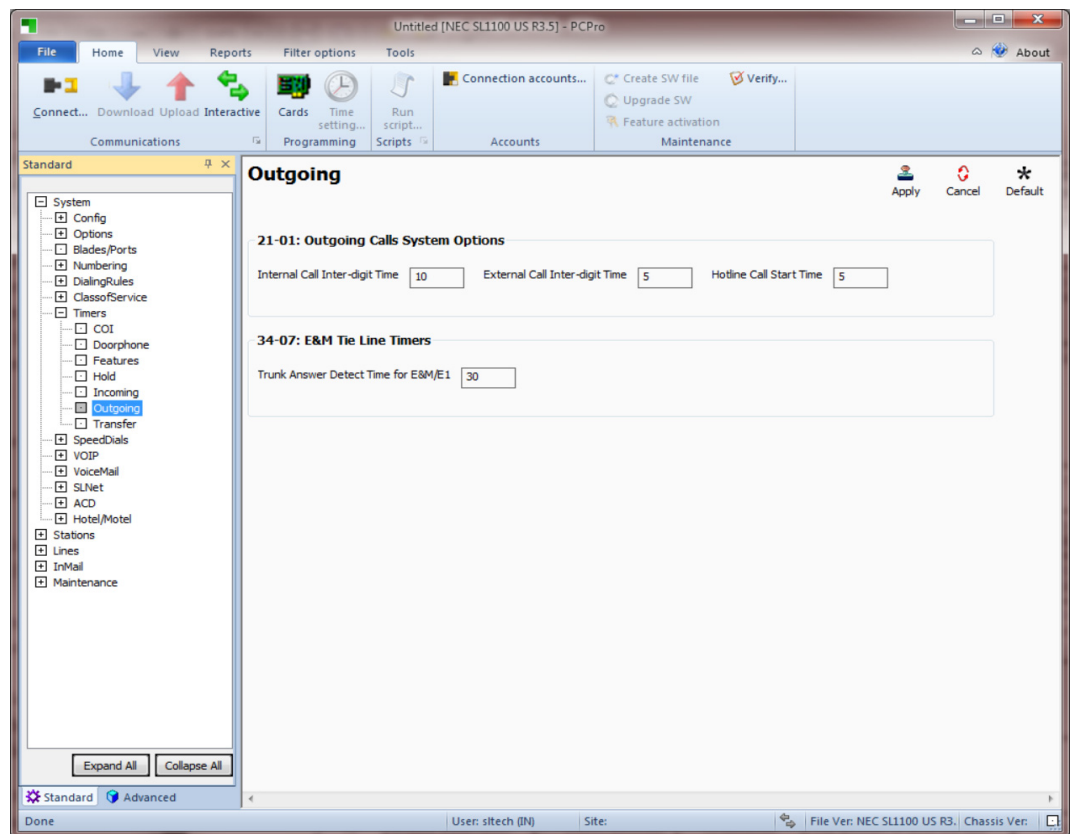 Untitled [NEC SL1100 US R3.5] - PCPro
File Home View Reports Filter options Tools About
Connect... Download Upload Interactive Cards Time setting... Run script... Connection accounts... Create SW file Verify...
Upgrade SW
Feature activation
Communications Programming Scripts Accounts Maintenance
Standard
System
Config
Options
Blades/Ports
Numbering
DialingRules
ClassofService
Timers
COI
Doorphone
Features
Hold
Incoming
Outgoing
Transfer
SpeedDials
VOIP
VoiceMail
SLNet
ACD
Hotel/Motel
Stations
Lines
InMail
Maintenance
Expand All Collapse All
Standard Advanced
Outgoing
Apply Cancel Default
21-01: Outgoing Calls System Options
Internal Call Inter-digit Time 10 External Call Inter-digit Time 5 Hotline Call Start Time 5
34-07: E&M Tie Line Timers
Trunk Answer Detect Time for E&M/E1 30
Done User: sltech (IN) Site: File Ver: NEC SL1100 US R3. Chassis Ver: